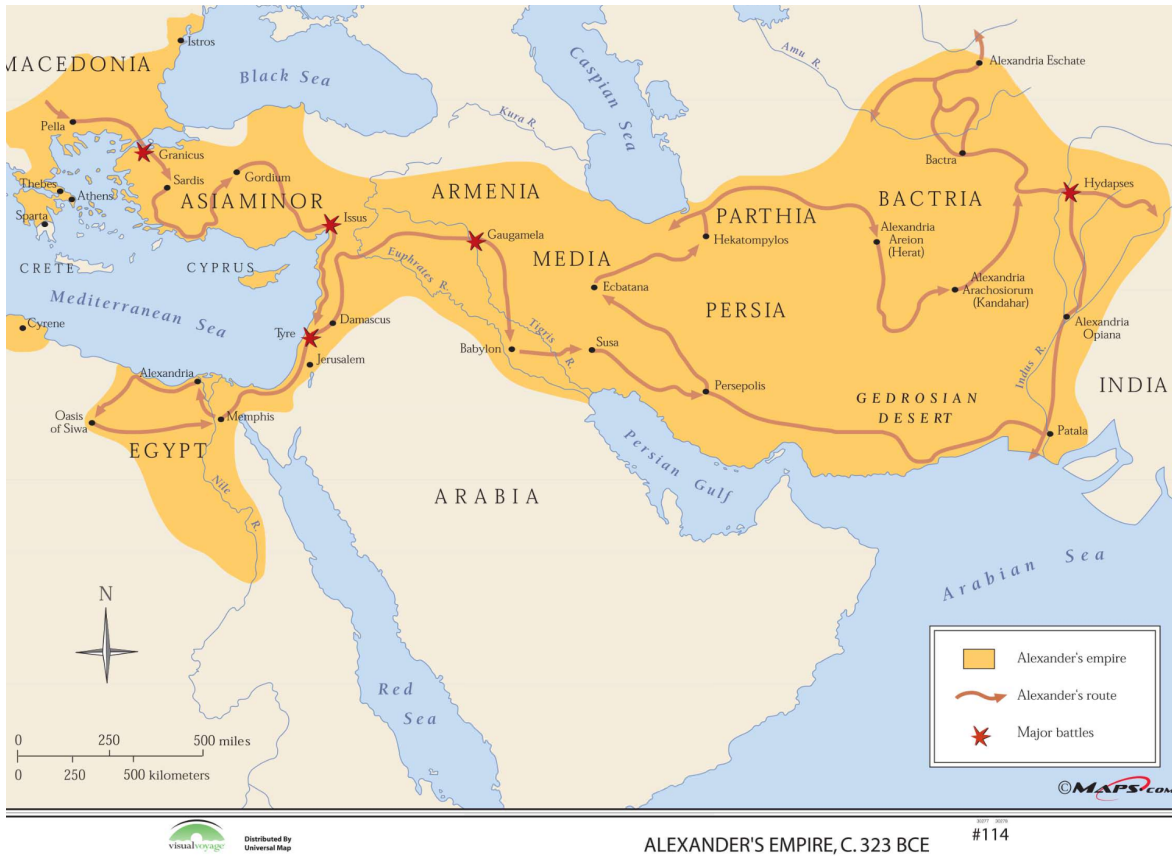 MACEDONIA
Istros
Black Sea
Caspian Sea
Amu R.
Alexandria Eschate
Pella
Kura R.
Granicus
Bactra
Thebes
Athens
Sardis
Gordium
ASIAMINOR
ARMENIA
Hydapses
Sparta
Issus
PARTHIA
BACTRIA
Gaugamela
Hekatompylos
Alexandria
Areion
(Herat)
CRETE
CYPRUS
Euphrates R.
MEDIA
Ecbatana
Alexandria
Arachosiorum
(Kandahar)
Mediterranean Sea
PERSIA
Cyrene
Tyre
Damascus
Tigris
R.
Babylon
Susa
Alexandria
Opiana
Jerusalem
Indus R.
Alexandria
Persepolis
INDIA
Oasis
of Siwa
Memphis
GEDROSIAN
DESERT
EGYPT
Patala
Persian Gulf
Nile
R.
ARABIA
Arabian Sea
N
Red
Sea
Alexander's empire
Alexander's route
Major battles
0 250 500 miles
0 250 500 kilometers
©MAPS.COM
visualvoyage
Distributed By
Universal Map
ALEXANDER'S EMPIRE, C. 323 BCE
#114